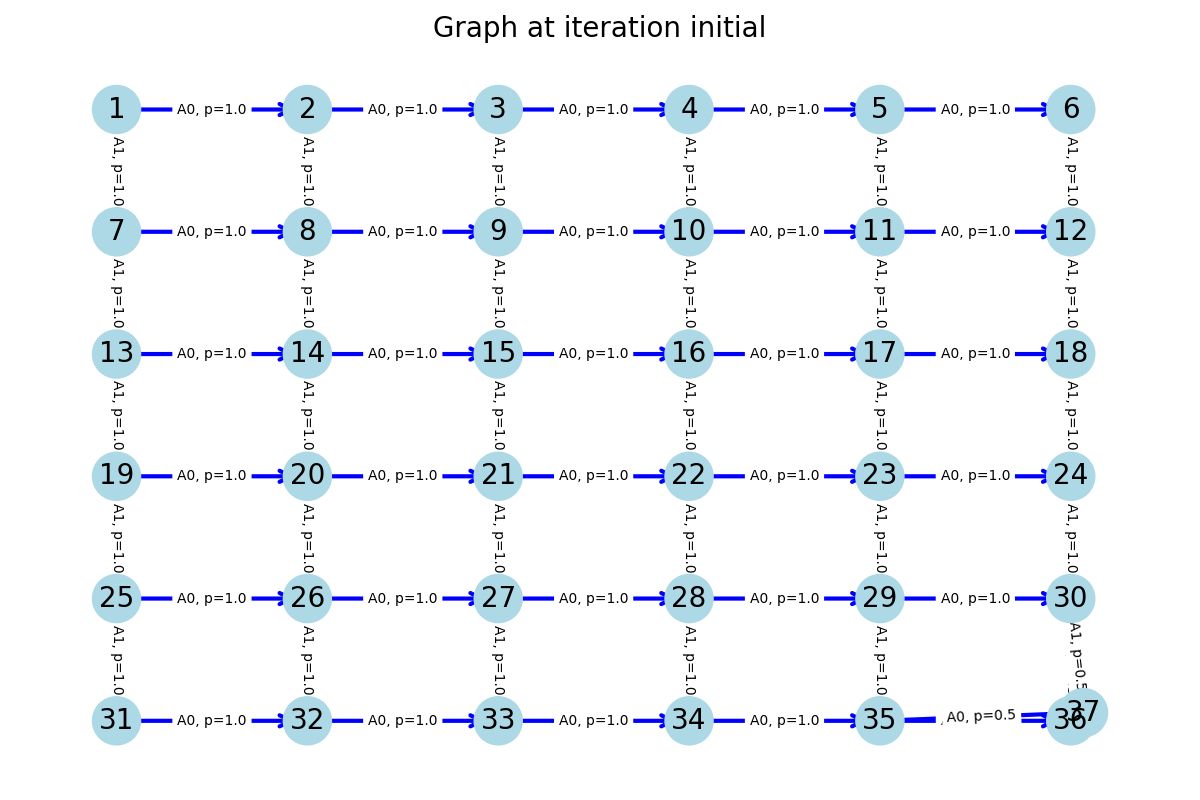 Graph at iteration initial
1 A0, p=1.0 2 A0, p=1.0 3 A0, p=1.0 4 A0, p=1.0 5 A0, p=1.0 6
A1, p=1.0 A1, p=1.0 A1, p=1.0 A1, p=1.0 A1, p=1.0 A1, p=1.0
7 A0, p=1.0 8 A0, p=1.0 9 A0, p=1.0 10 A0, p=1.0 11 A0, p=1.0 12
A1, p=1.0 A1, p=1.0 A1, p=1.0 A1, p=1.0 A1, p=1.0 A1, p=1.0
13 A0, p=1.0 14 A0, p=1.0 15 A0, p=1.0 16 A0, p=1.0 17 A0, p=1.0 18
A1, p=1.0 A1, p=1.0 A1, p=1.0 A1, p=1.0 A1, p=1.0 A1, p=1.0
19 A0, p=1.0 20 A0, p=1.0 21 A0, p=1.0 22 A0, p=1.0 23 A0, p=1.0 24
A1, p=1.0 A1, p=1.0 A1, p=1.0 A1, p=1.0 A1, p=1.0 A1, p=1.0
25 A0, p=1.0 26 A0, p=1.0 27 A0, p=1.0 28 A0, p=1.0 29 A0, p=1.0 30
A1, p=1.0 A1, p=1.0 A1, p=1.0 A1, p=1.0 A1, p=1.0 A1, p=0.5
31 A0, p=1.0 32 A0, p=1.0 33 A0, p=1.0 34 A0, p=1.0 35 A0, p=0.5 36 37